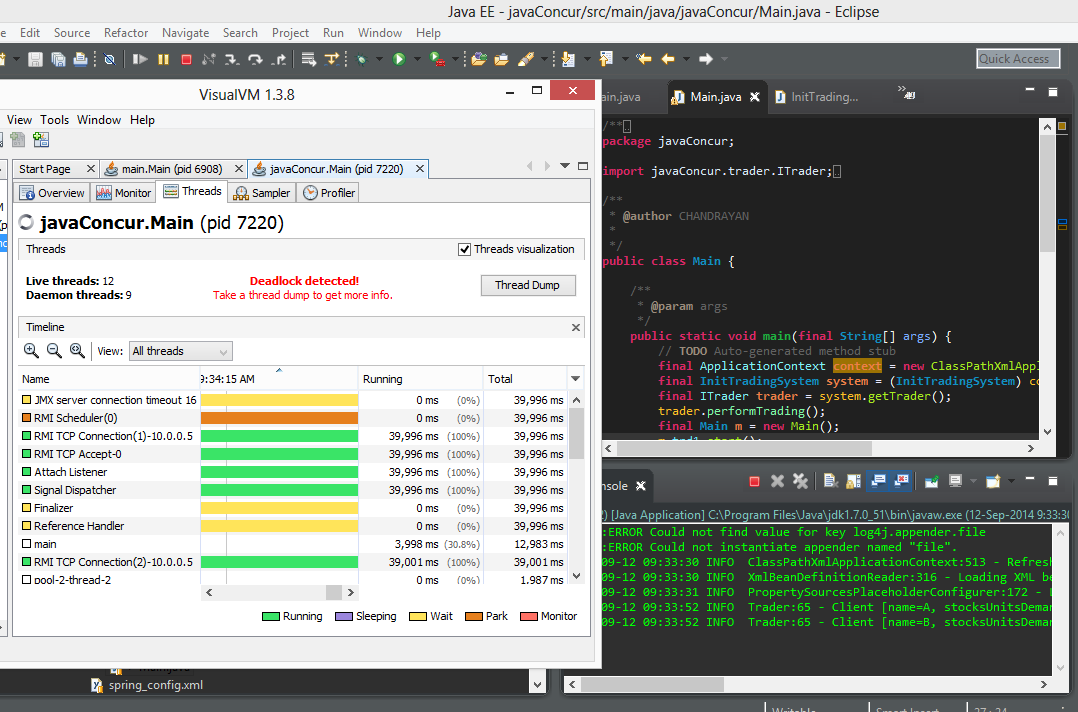 Java EE - javaConcur/src/main/java/javaConcur/Main.java - Eclipse
Edit Source Refactor Navigate Search Project Run Window Help
Quick Access
VisualVM 1.3.8
View Tools Window Help
Start Page main.Main (pid 6908) javaConcur.Main (pid 7220)
Overview Monitor Threads Sampler Profiler
javaConcur.Main (pid 7220)
Threads Threads visualization
Live threads: 12
Daemon threads: 9
Deadlock detected!
Take a thread dump to get more info.
Thread Dump
Timeline
View: All threads
Name 9:34:15 AM Running Total
JMX server connection timeout 16 0 ms (0%) 39,996 ms
RMI Scheduler(0) 0 ms (0%) 39,996 ms
RMI TCP Connection(1)-10.0.0.5 39,996 ms (100%) 39,996 ms
RMI TCP Accept-0 39,996 ms (100%) 39,996 ms
Attach Listener 39,996 ms (100%) 39,996 ms
Signal Dispatcher 39,996 ms (100%) 39,996 ms
Finalizer 0 ms (0%) 39,996 ms
Reference Handler 0 ms (0%) 39,996 ms
main 3,998 ms (30.8%) 12,983 ms
RMI TCP Connection(2)-10.0.0.5 39,001 ms (100%) 39,001 ms
pool-2-thread-2 0 ms (0%) 1,987 ms
Running Sleeping Wait Park Monitor
spring_config.xml
ain.java Main.java InitTrading...
/**
package javaConcur;
import javaConcur.trader.ITrader;
/**
* @author CHANDRAYAN
*
*/
public class Main {
/**
* @param args
*/
public static void main(final String[] args) {
// TODO Auto-generated method stub
final ApplicationContext context = new ClassPathXmlAppl
final InitTradingSystem system = (InitTradingSystem) co
final ITrader trader = system.getTrader();
trader.performTrading();
final Main m = new Main();
m.trd1.start();
nsole
) [Java Application] C:\Program Files\Java\jdk1.7.0_51\bin\javaw.exe (12-Sep-2014 9:33:30
:ERROR Could not find value for key log4j.appender.file
:ERROR Could not instantiate appender named "file".
09-12 09:33:30 INFO ClassPathXmlApplicationContext:513 - Refresh
09-12 09:33:30 INFO XmlBeanDefinitionReader:316 - Loading XML be
09-12 09:33:31 INFO PropertySourcesPlaceholderConfigurer:172 - L
09-12 09:33:52 INFO Trader:65 - Client [name=A, stocksUnitsDeman
09-12 09:33:52 INFO Trader:65 - Client [name=B, stocksUnitsDeman
Writable Smart Insert